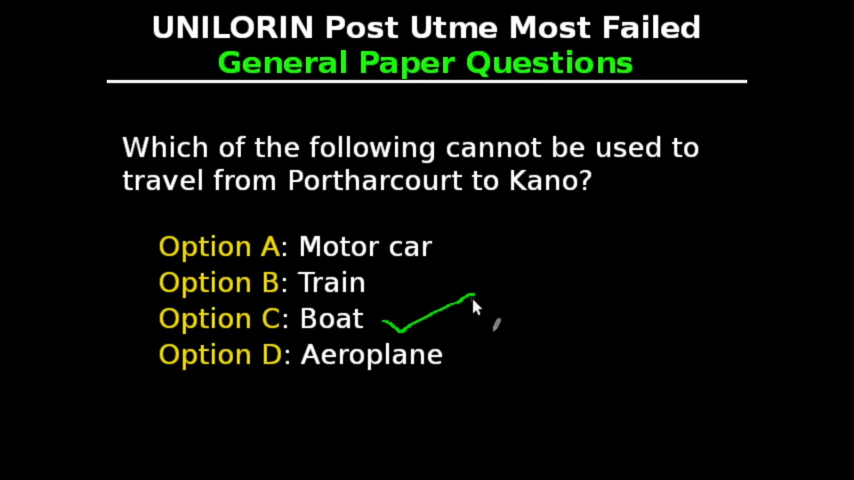 UNILORIN Post Utme Most Failed
General Paper Questions
Which of the following cannot be used to
travel from Portharcourt to Kano?
Option A: Motor car
Option B: Train
Option C: Boat
Option D: Aeroplane